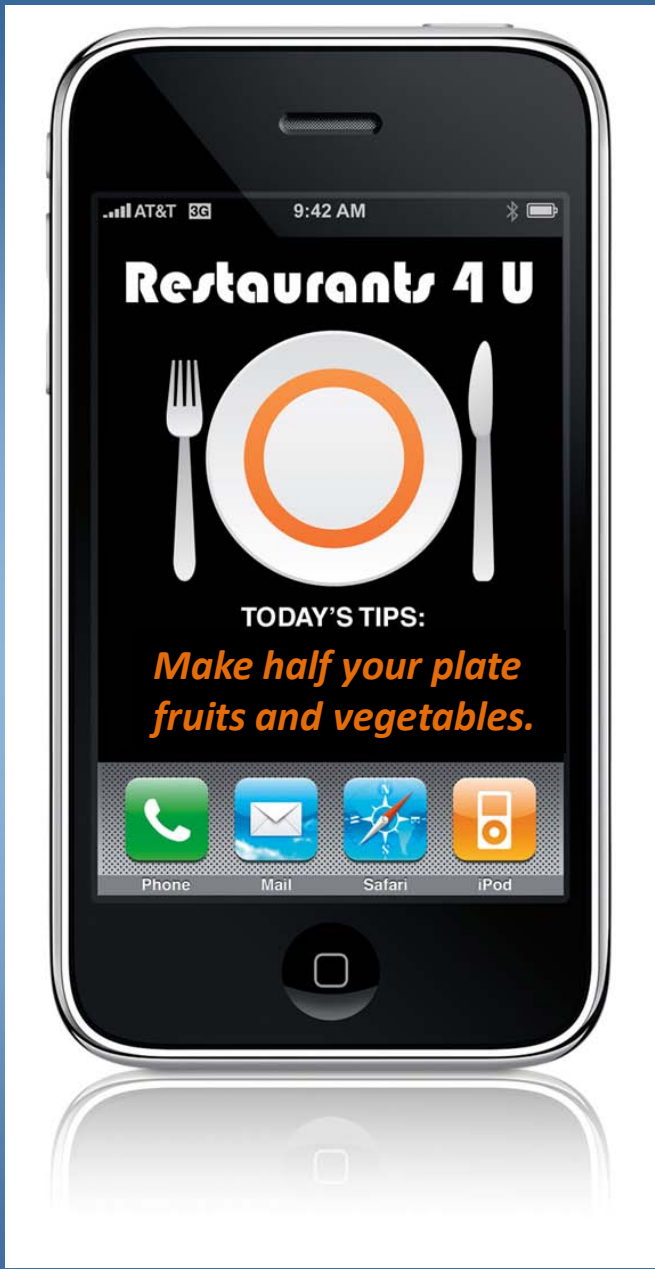 AT&T 3G 9:42 AM
Restaurants 4 U
TODAY'S TIPS:
Make half your plate
fruits and vegetables.
Phone Mail Safari iPod